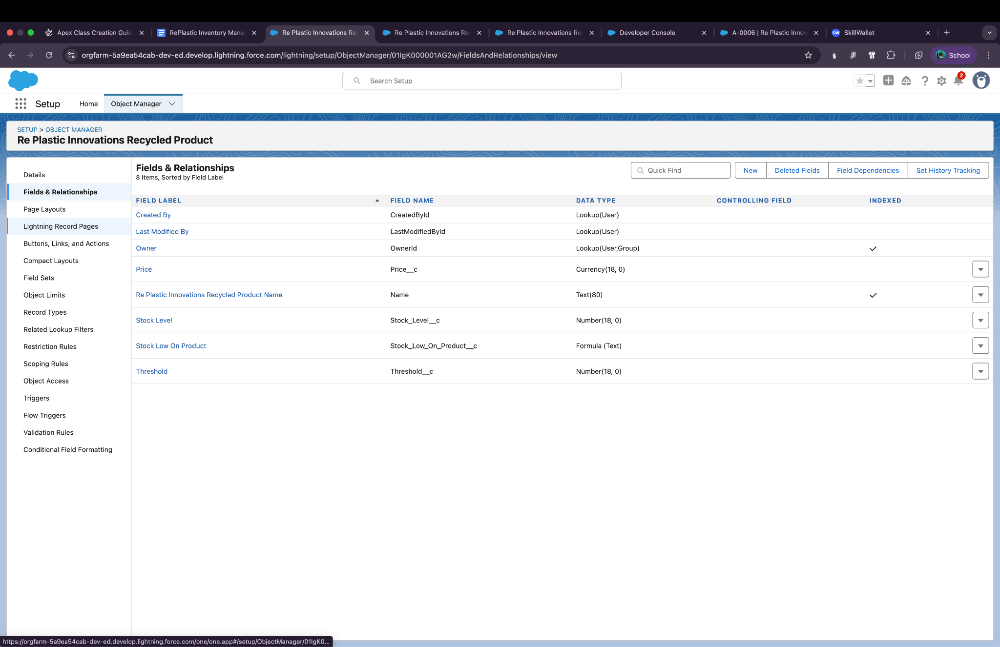 Apex Class Creation Guid
RePlastic Inventory Mana
Re Plastic Innovations Re
Re Plastic Innovations Re
Re Plastic Innovations Re
Developer Console
A-0006 | Re Plastic Innov
SW SkillWallet
orgfarm-5a9ea54cab-dev-ed.develop.lightning.force.com/lightning/setup/ObjectManager/01IgK000001AG2w/FieldsAndRelationships/view
School
Search Setup
2
Setup
Home
Object Manager
SETUP > OBJECT MANAGER
Re Plastic Innovations Recycled Product
Details
Fields & Relationships
Page Layouts
Lightning Record Pages
Buttons, Links, and Actions
Compact Layouts
Field Sets
Object Limits
Record Types
Related Lookup Filters
Restriction Rules
Scoping Rules
Object Access
Triggers
Flow Triggers
Validation Rules
Conditional Field Formatting
Fields & Relationships
8 Items, Sorted by Field Label
Quick Find
New
Deleted Fields
Field Dependencies
Set History Tracking
FIELD LABEL FIELD NAME DATA TYPE CONTROLLING FIELD INDEXED
Created By CreatedById Lookup(User)
Last Modified By LastModifiedById Lookup(User)
Owner OwnerId Lookup(User,Group)
Price Price__c Currency(18, 0)
Re Plastic Innovations Recycled Product Name Name Text(80)
Stock Level Stock_Level__c Number(18, 0)
Stock Low On Product Stock_Low_On_Product__c Formula (Text)
Threshold Threshold__c Number(18, 0)
https://orgfarm-5a9ea54cab-dev-ed.develop.lightning.force.com/one/one.app#/setup/ObjectManager/01IgK0...